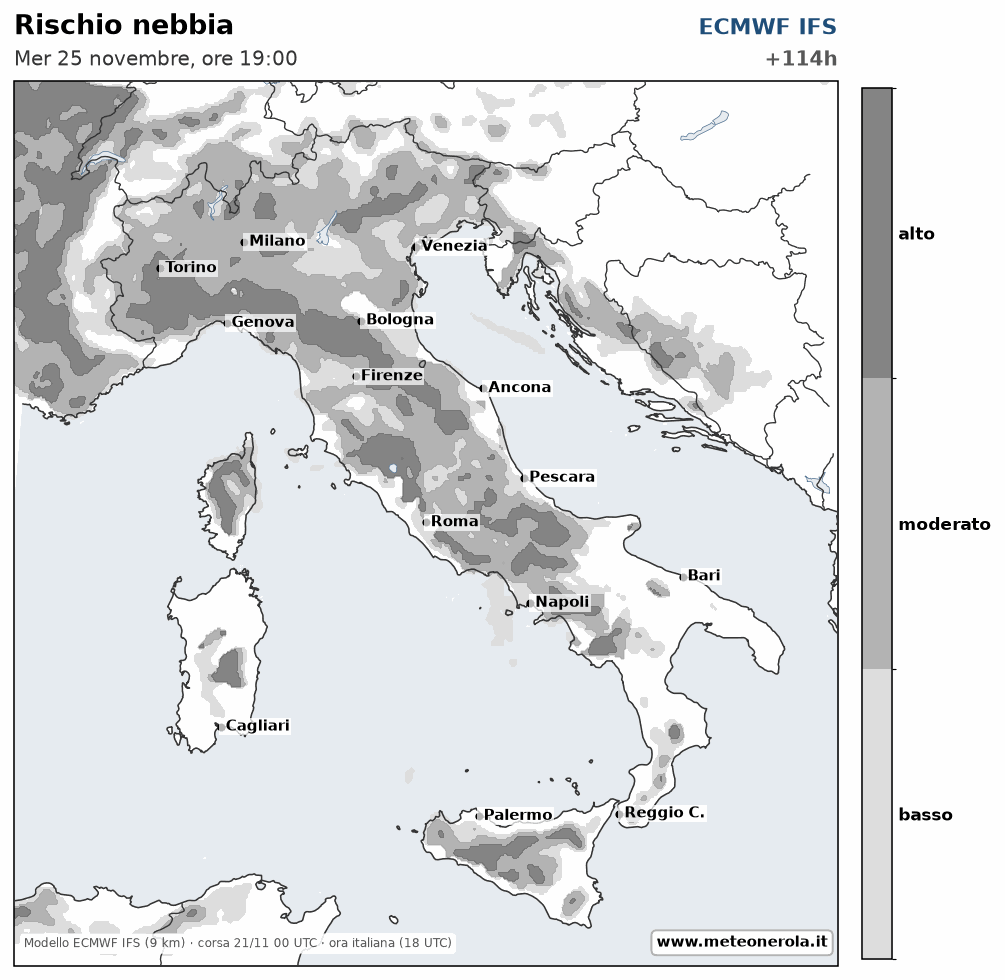 Rischio nebbia
ECMWF IFS
Mer 25 novembre, ore 19:00
+114h
alto
Milano
Venezia
Torino
Genova
Bologna
Firenze
Ancona
Pescara
Roma
moderato
Bari
Napoli
Cagliari
Palermo
Reggio C.
basso
Modello ECMWF IFS (9 km) · corsa 21/11 00 UTC · ora italiana (18 UTC)
www.meteonerola.it